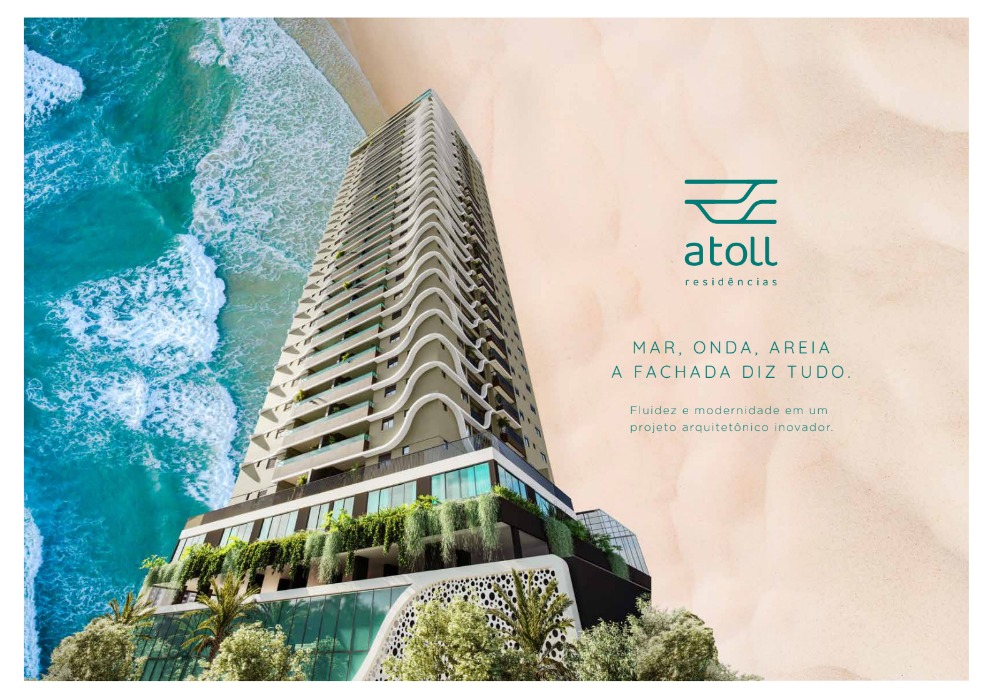 atoll
residências
MAR, ONDA, AREIA
A FACHADA DIZ TUDO.
Fluidez e modernidade em um
projeto arquitetônico inovador.